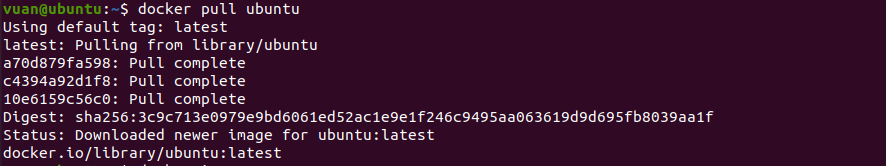 vuan@ubuntu:~$ docker pull ubuntu
Using default tag: latest
latest: Pulling from library/ubuntu
a70d879fa598: Pull complete
c4394a92d1f8: Pull complete
10e6159c56c0: Pull complete
Digest: sha256:3c9c713e0979e9bd6061ed52ac1e9e1f246c9495aa063619d9d695fb8039aa1f
Status: Downloaded newer image for ubuntu:latest
docker.io/library/ubuntu:latest